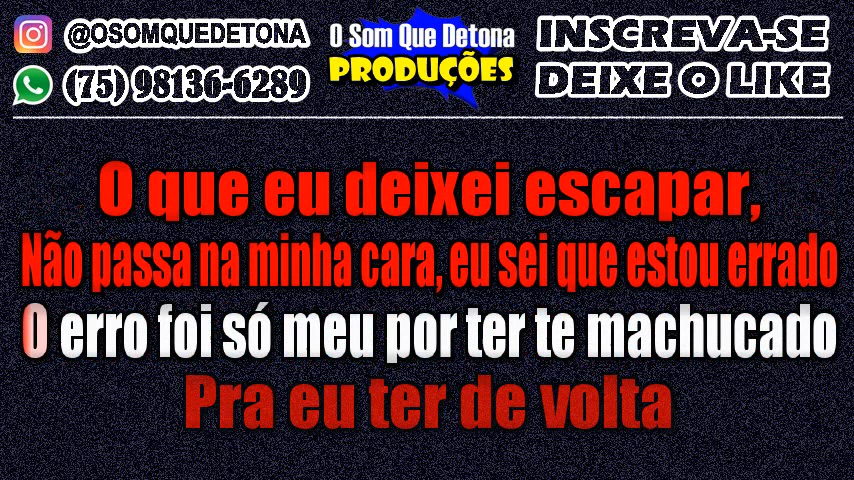 @OSOMQUEDETONA
(75) 98136-6289
O Som Que Detona
PRODUÇÕES
INSCREVA-SE
DEIXE O LIKE
O que eu deixei escapar,
Não passa na minha cara, eu sei que estou errado
O erro foi só meu por ter te machucado
Pra eu ter de volta